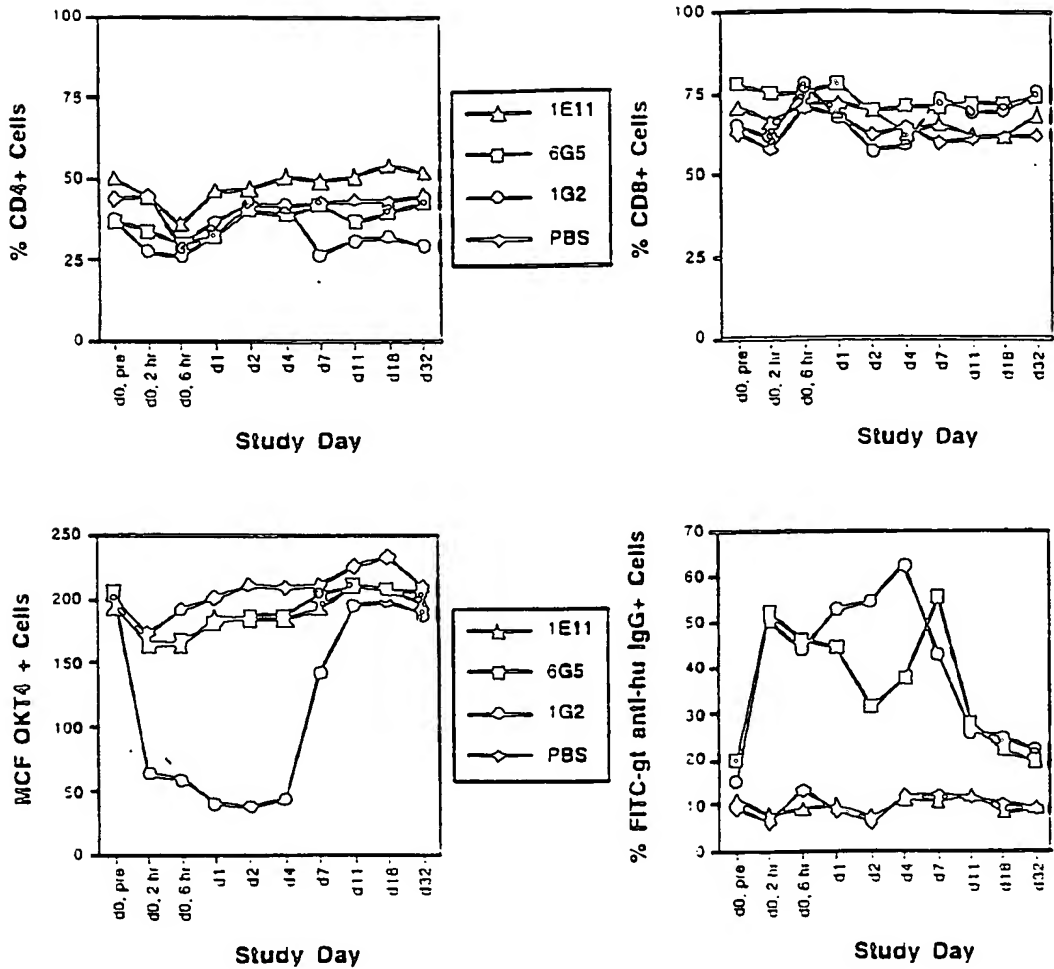 100
75
50
25
0
% CD4+ Cells
d0, pre
d0, 2 hr
d0, 6 hr
d1
d2
d4
d7
d11
d18
d32
Study Day
1E11
6G5
1G2
PBS
100
75
50
25
0
% CD8+ Cells
d0, pre
d0, 2 hr
d0, 6 hr
d1
d2
d4
d7
d11
d18
d32
Study Day
250
200
150
100
50
0
MCF OKT4 + Cells
d0, pre
d0, 2 hr
d0, 6 hr
d1
d2
d4
d7
d11
d18
d32
Study Day
1E11
6G5
1G2
PBS
70
60
50
40
30
20
10
0
% FITC-gt anti-hu IgG+ Cells
d0, pre
d0, 2 hr
d0, 6 hr
d1
d2
d4
d7
d11
d18
d32
Study Day